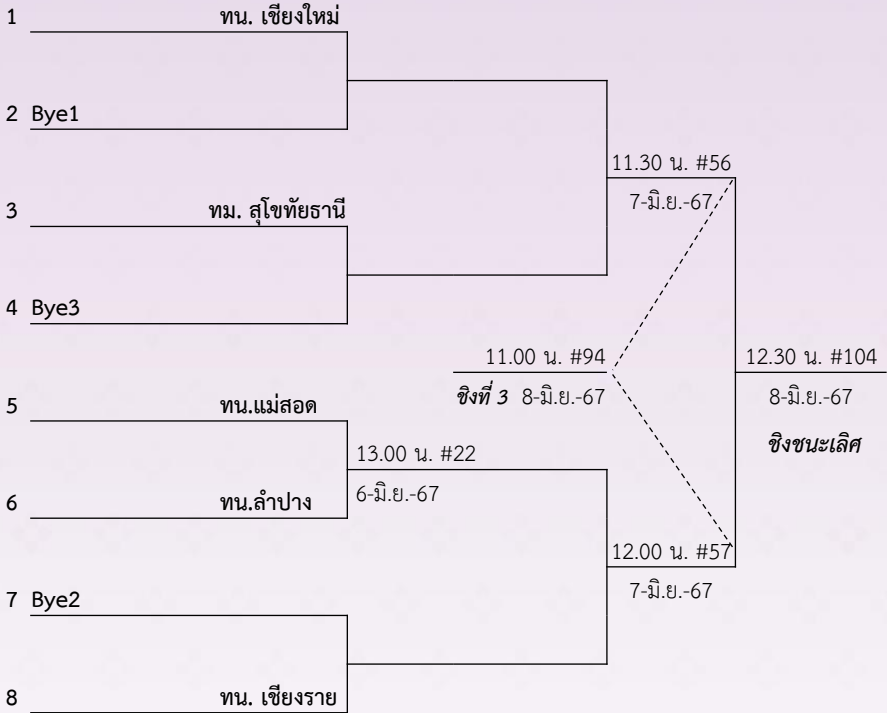 1 ทน. เชียงใหม่
2 Bye1
11.30 น. #56
7-มิ.ย.-67
3 ทม. สุโขทัยธานี
4 Bye3
11.00 น. #94
ชิงที่ 3 8-มิ.ย.-67
12.30 น. #104
8-มิ.ย.-67
ชิงชนะเลิศ
5 ทน.แม่สอด
13.00 น. #22
6-มิ.ย.-67
6 ทน.ลำปาง
12.00 น. #57
7-มิ.ย.-67
7 Bye2
8 ทน. เชียงราย